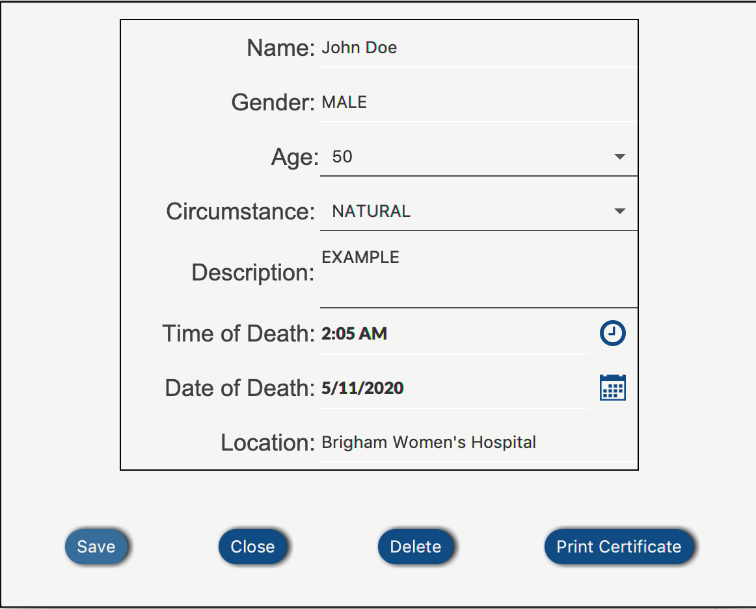 Name: John Doe
Gender: MALE
Age: 50
Circumstance: NATURAL
Description: EXAMPLE
Time of Death: 2:05 AM
Date of Death: 5/11/2020
Location: Brigham Women's Hospital
Save Close Delete Print Certificate